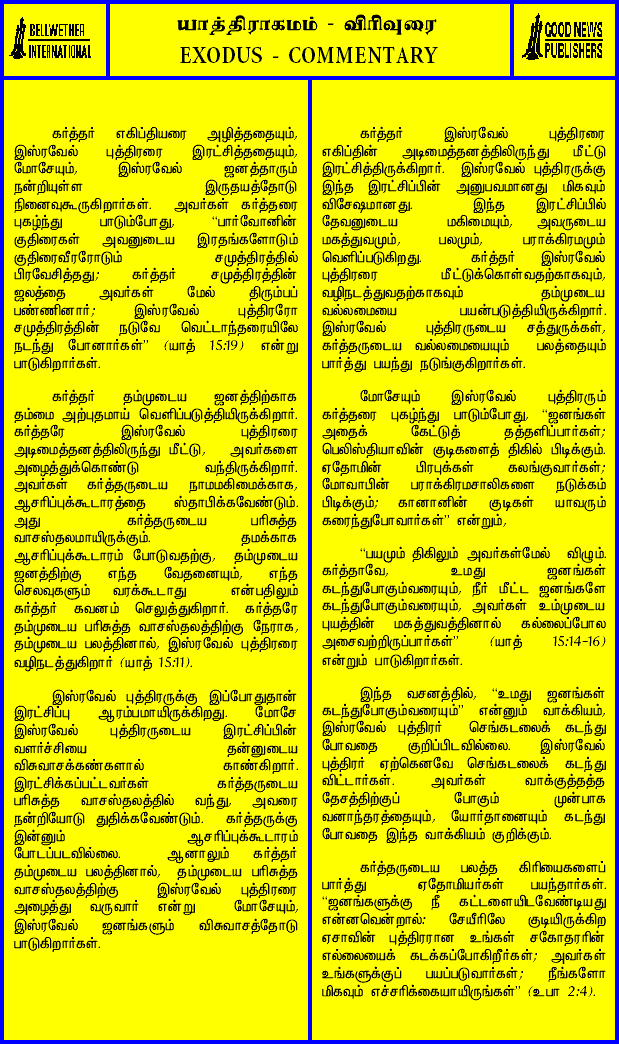 BELLWETHER
INTERNATIONAL
யாத்திராகமம் - விரிவுரை
EXODUS - COMMENTARY
GOOD NEWS
PUBLISHERS
கர்த்தர் எகிப்தியரை அழித்ததையும்,
இஸ்ரவேல் புத்திரரை இரட்சித்ததையும்,
மோசேயும், இஸ்ரவேல் ஜனத்தாரும்
நன்றியுள்ள இருதயத்தோடு
நினைவுகூருகிறார்கள். அவர்கள் கர்த்தரை
புகழ்ந்து பாடும்போது, “பார்வோனின்
குதிரைகள் அவனுடைய இரதங்களோடும்
குதிரைவீரரோடும் சமுத்திரத்தில்
பிரவேசித்தது; கர்த்தர் சமுத்திரத்தின்
ஜலத்தை அவர்கள் மேல் திரும்பப்
பண்ணினார்; இஸ்ரவேல் புத்திரரோ
சமுத்திரத்தின் நடுவே வெட்டாந்தரையிலே
நடந்து போனார்கள்” (யாத் 15:19) என்று
பாடுகிறார்கள்.
கர்த்தர் தம்முடைய ஜனத்திற்காக
தம்மை அற்புதமாய் வெளிப்படுத்தியிருக்கிறார்.
கர்த்தரே இஸ்ரவேல் புத்திரரை
அடிமைத்தனத்திலிருந்து மீட்டு, அவர்களை
அழைத்துக்கொண்டு வந்திருக்கிறார்.
அவர்கள் கர்த்தருடைய நாமமகிமைக்காக,
ஆசரிப்புக்கூடாரத்தை ஸ்தாபிக்கவேண்டும்.
அது கர்த்தருடைய பரிசுத்த
வாசஸ்தலமாயிருக்கும். தமக்காக
ஆசரிப்புக்கூடாரம் போடுவதற்கு, தம்முடைய
ஜனத்திற்கு எந்த வேதனையும், எந்த
செலவுகளும் வரக்கூடாது என்பதிலும்
கர்த்தர் கவனம் செலுத்துகிறார். கர்த்தரே
தம்முடைய பரிசுத்த வாசஸ்தலத்திற்கு நேராக,
தம்முடைய பலத்தினால், இஸ்ரவேல் புத்திரரை
வழிநடத்துகிறார் (யாத் 15:11).
இஸ்ரவேல் புத்திரருக்கு இப்போதுதான்
இரட்சிப்பு ஆரம்பமாயிருக்கிறது. மோசே
இஸ்ரவேல் புத்திரருடைய இரட்சிப்பின்
வளர்ச்சியை தன்னுடைய
விசுவாசக்கண்களால் காண்கிறார்.
இரட்சிக்கப்பட்டவர்கள் கர்த்தருடைய
பரிசுத்த வாசஸ்தலத்தில் வந்து, அவரை
நன்றியோடு துதிக்கவேண்டும். கர்த்தருக்கு
இன்னும் ஆசரிப்புக்கூடாரம்
போடப்படவில்லை. ஆனாலும் கர்த்தர்
தம்முடைய பலத்தினால், தம்முடைய பரிசுத்த
வாசஸ்தலத்திற்கு இஸ்ரவேல் புத்திரரை
அழைத்து வருவார் என்று மோசேயும்,
இஸ்ரவேல் ஜனங்களும் விசுவாசத்தோடு
பாடுகிறார்கள்.
கர்த்தர் இஸ்ரவேல் புத்திரரை
எகிப்தின் அடிமைத்தனத்திலிருந்து மீட்டு
இரட்சித்திருக்கிறார். இஸ்ரவேல் புத்திரருக்கு
இந்த இரட்சிப்பின் அனுபவமானது மிகவும்
விசேஷமானது. இந்த இரட்சிப்பில்
தேவனுடைய மகிமையும், அவருடைய
மகத்துவமும், பலமும், பராக்கிரமமும்
வெளிப்படுகிறது. கர்த்தர் இஸ்ரவேல்
புத்திரரை மீட்டுக்கொள்வதற்காகவும்,
வழிநடத்துவதற்காகவும் தம்முடைய
வல்லமையை பயன்படுத்தியிருக்கிறார்.
இஸ்ரவேல் புத்திரருடைய சத்துருக்கள்,
கர்த்தருடைய வல்லமையையும் பலத்தையும்
பார்த்து பயந்து நடுங்குகிறார்கள்.
மோசேயும் இஸ்ரவேல் புத்திரரும்
கர்த்தரை புகழ்ந்து பாடும்போது, “ஜனங்கள்
அதைக் கேட்டுத் தத்தளிப்பார்கள்;
பெலிஸ்தியாவின் குடிகளைத் திகில் பிடிக்கும்.
ஏதோமின் பிரபுக்கள் கலங்குவார்கள்;
மோவாபின் பராக்கிரமசாலிகளை நடுக்கம்
பிடிக்கும்; கானானின் குடிகள் யாவரும்
கரைந்துபோவார்கள்” என்றும்,
“பயமும் திகிலும் அவர்கள்மேல் விழும்.
கர்த்தாவே, உமது ஜனங்கள்
கடந்துபோகும்வரையும், நீர் மீட்ட ஜனங்களே
கடந்துபோகும்வரையும், அவர்கள் உம்முடைய
புயத்தின் மகத்துவத்தினால் கல்லைப்போல
அசைவற்றிருப்பார்கள்” (யாத் 15:14-16)
என்றும் பாடுகிறார்கள்.
இந்த வசனத்தில், “உமது ஜனங்கள்
கடந்துபோகும்வரையும்” என்னும் வாக்கியம்,
இஸ்ரவேல் புத்திரர் செங்கடலைக் கடந்து
போவதை குறிப்பிடவில்லை. இஸ்ரவேல்
புத்திரர் ஏற்கெனவே செங்கடலைக் கடந்து
விட்டார்கள். அவர்கள் வாக்குத்தத்த
தேசத்திற்குப் போகும் முன்பாக
வனாந்தரத்தையும், யோர்தானையும் கடந்து
போவதை இந்த வாக்கியம் குறிக்கும்.
கர்த்தருடைய பலத்த கிரியைகளைப்
பார்த்து ஏதோமியர்கள் பயந்தார்கள்.
“ஜனங்களுக்கு நீ கட்டளையிடவேண்டியது
என்னவென்றால்: சேயீரிலே குடியிருக்கிற
ஏசாவின் புத்திரரான உங்கள் சகோதரரின்
எல்லையைக் கடக்கப்போகிறீர்கள்; அவர்கள்
உங்களுக்குப் பயப்படுவார்கள்; நீங்களோ
மிகவும் எச்சரிக்கையாயிருங்கள்” (உபா 2:4).